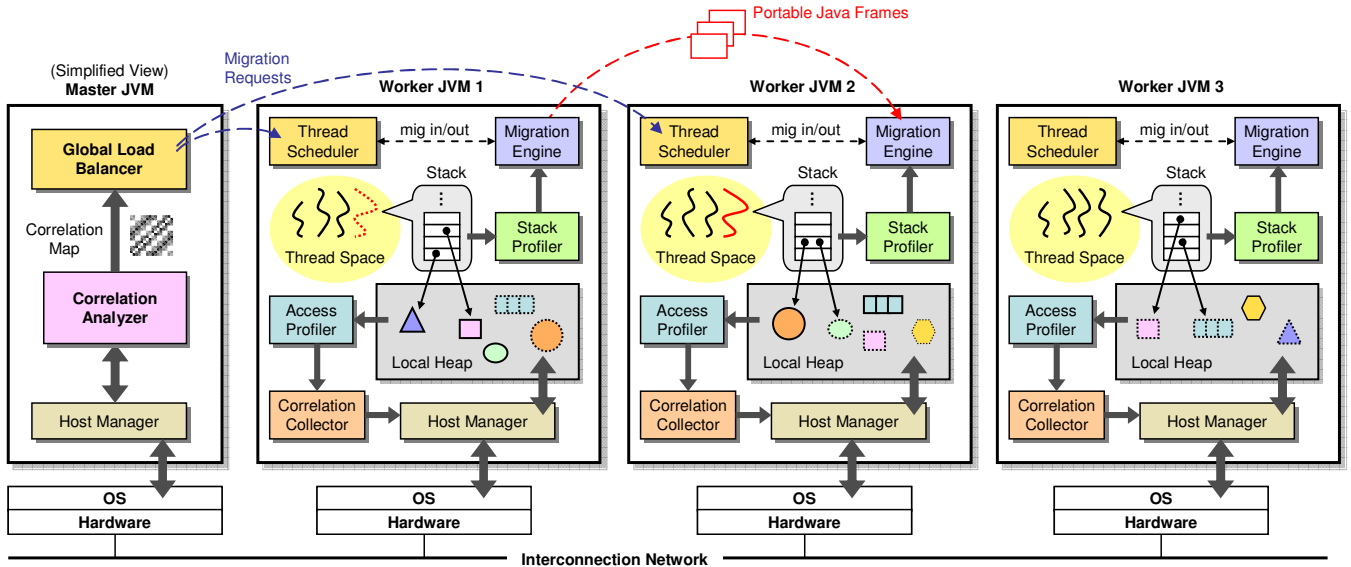 Portable Java Frames
Migration
Requests
(Simplified View)
Master JVM
Global Load
Balancer
Correlation
Map
Correlation
Analyzer
Host Manager
OS
Hardware
Worker JVM 1
Thread
Scheduler
mig in/out
Migration
Engine
Stack
Thread Space
Stack
Profiler
Access
Profiler
Local Heap
Correlation
Collector
Host Manager
OS
Hardware
Worker JVM 2
Thread
Scheduler
mig in/out
Migration
Engine
Stack
Thread Space
Stack
Profiler
Access
Profiler
Local Heap
Correlation
Collector
Host Manager
OS
Hardware
Worker JVM 3
Thread
Scheduler
mig in/out
Migration
Engine
Stack
Thread Space
Stack
Profiler
Access
Profiler
Local Heap
Correlation
Collector
Host Manager
OS
Hardware
Interconnection Network